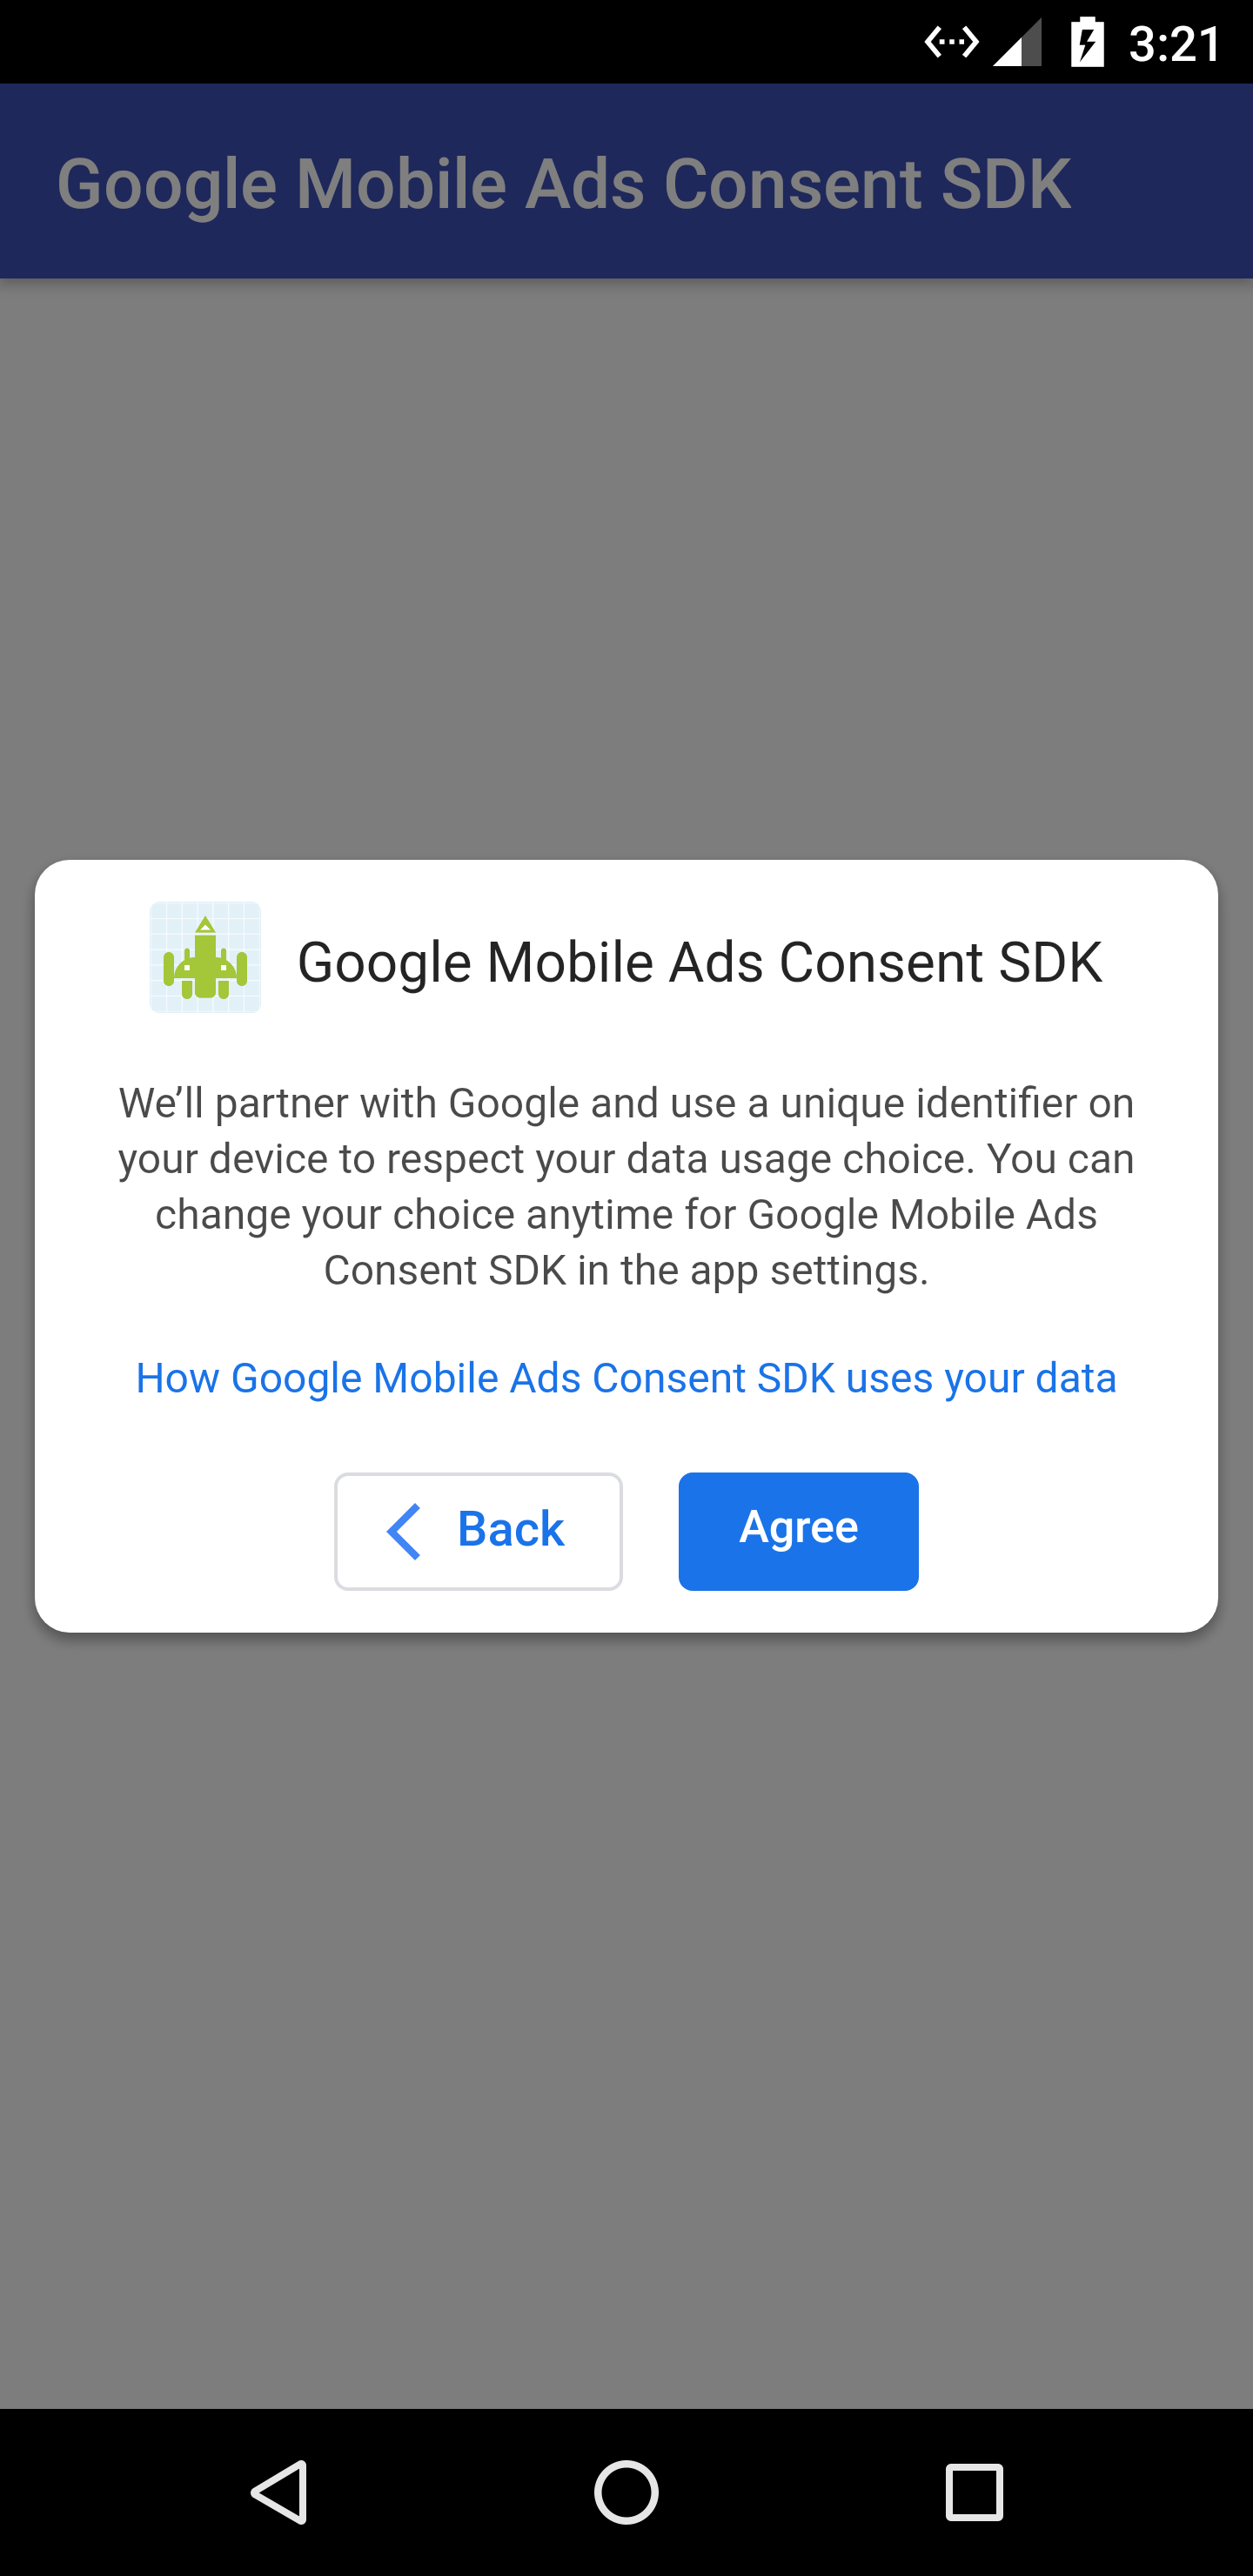 3:21
Google Mobile Ads Consent SDK
Google Mobile Ads Consent SDK
We’ll partner with Google and use a unique identifier on
your device to respect your data usage choice. You can
change your choice anytime for Google Mobile Ads
Consent SDK in the app settings.
How Google Mobile Ads Consent SDK uses your data
Back
Agree